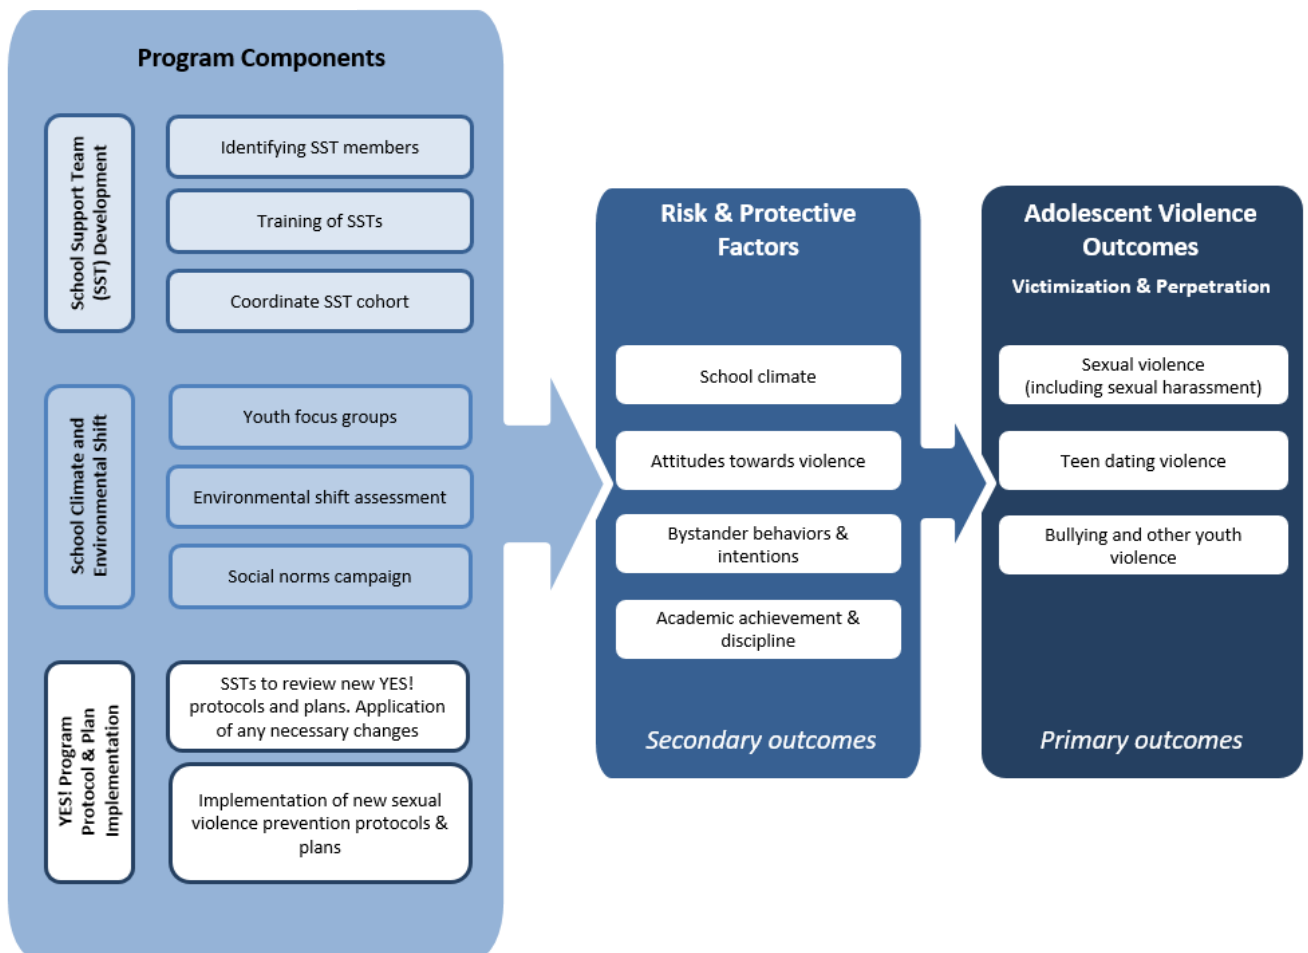 Program Components
School Support Team
(SST) Development
Identifying SST members
Training of SSTs
Coordinate SST cohort
School Climate and
Environmental Shift
Youth focus groups
Environmental shift assessment
Social norms campaign
YES! Program
Protocol & Plan
Implementation
SSTs to review new YES!
protocols and plans. Application
of any necessary changes
Implementation of new sexual
violence prevention protocols &
plans
Risk & Protective
Factors
School climate
Attitudes towards violence
Bystander behaviors &
intentions
Academic achievement &
discipline
Secondary outcomes
Adolescent Violence
Outcomes
Victimization & Perpetration
Sexual violence
(including sexual harassment)
Teen dating violence
Bullying and other youth
violence
Primary outcomes